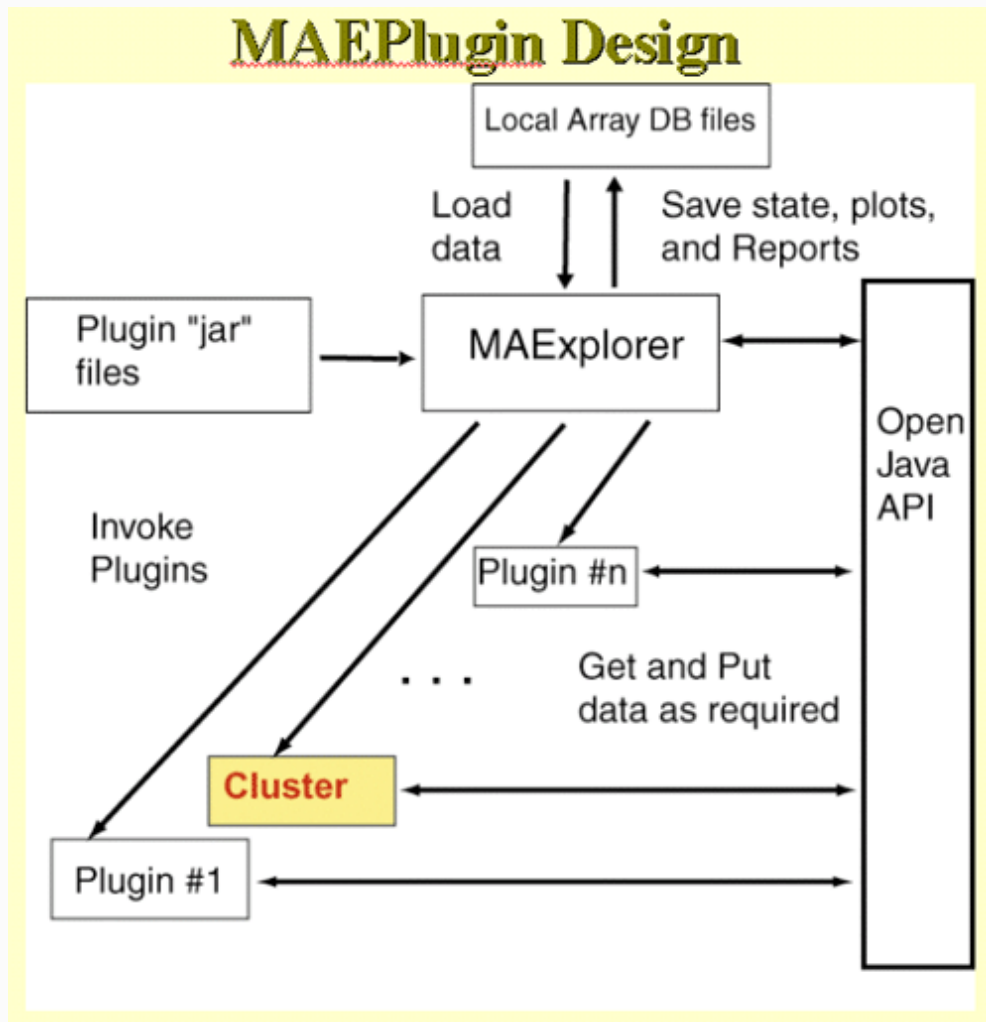 MAEPlugin Design
Local Array DB files
Load
data
Save state, plots,
and Reports
Plugin "jar"
files
MAExplorer
Open
Java
API
Invoke
Plugins
Plugin #n
. . .
Get and Put
data as required
Cluster
Plugin #1